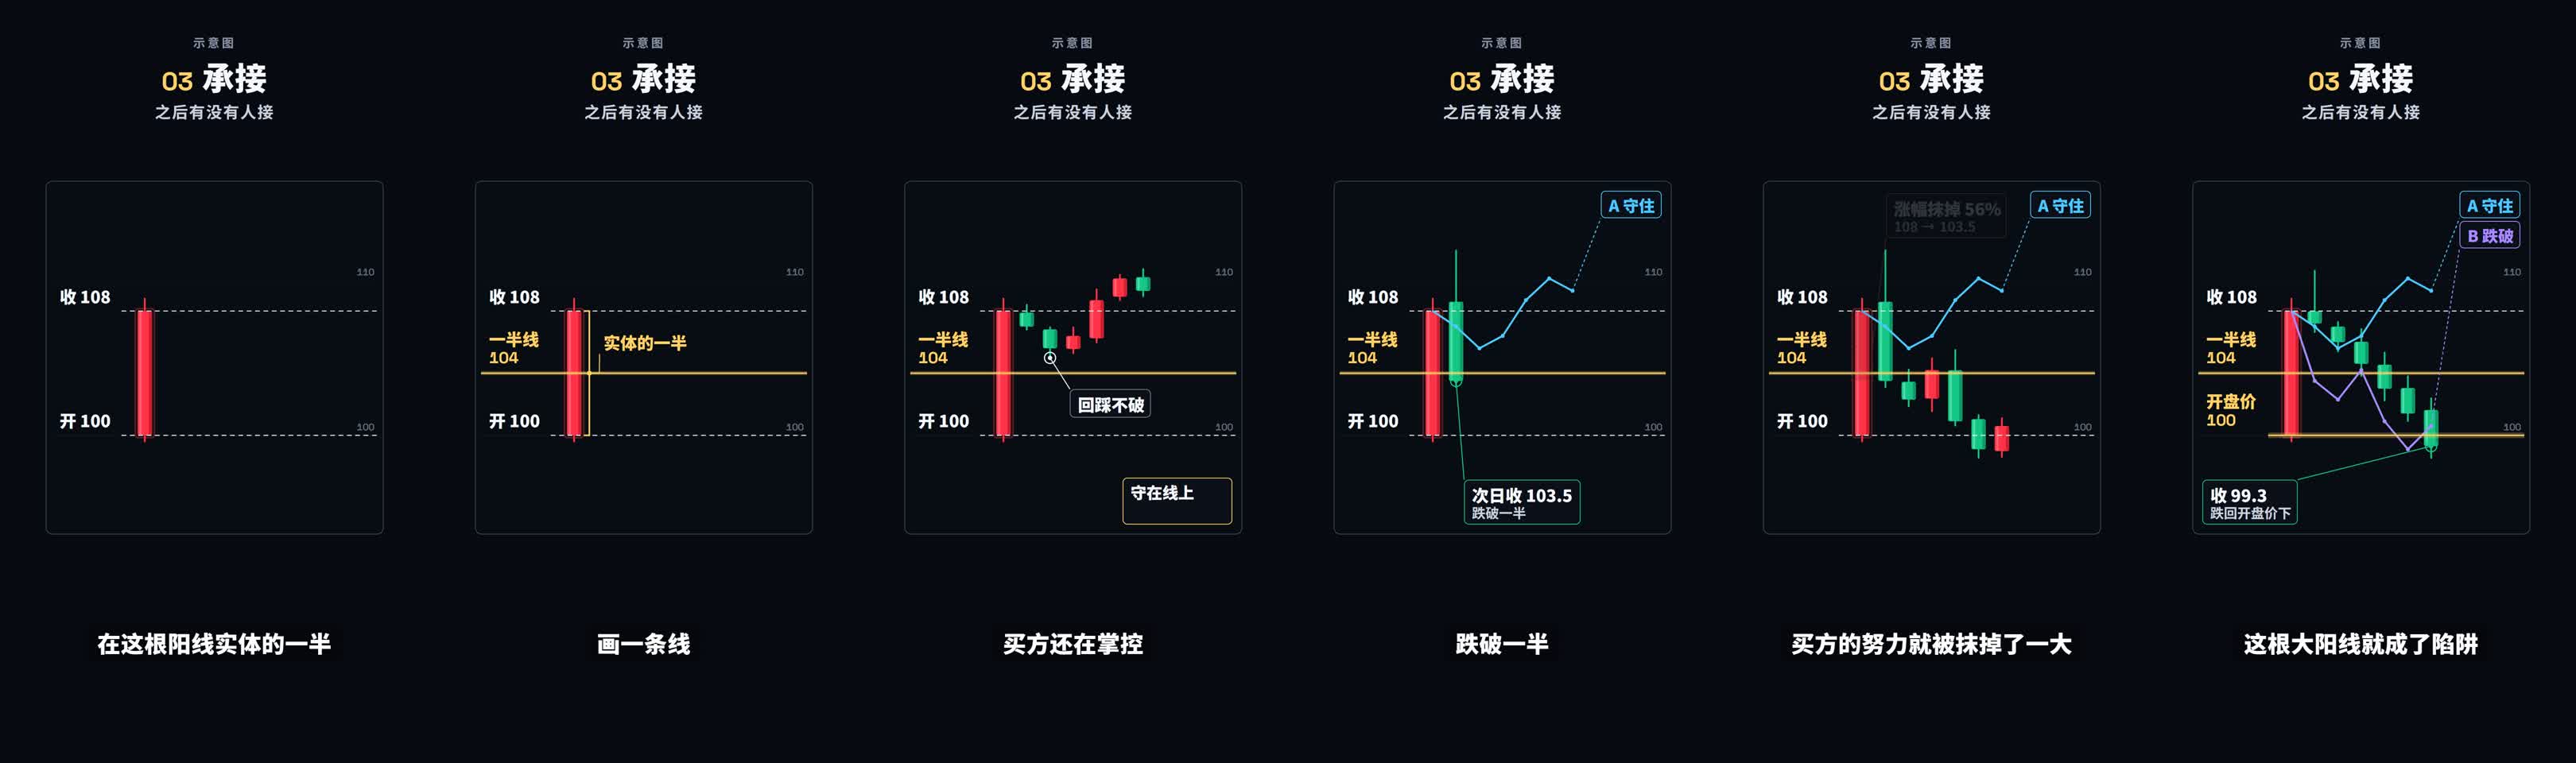 示意图
03 承接
之后有没有人接
110
收 108
开 100
100
在这根阳线实体的一半
示意图
03 承接
之后有没有人接
110
收 108
一半线
104
实体的一半
开 100
100
画一条线
示意图
03 承接
之后有没有人接
110
收 108
一半线
104
回踩不破
开 100
100
守在线上
买方还在掌控
示意图
03 承接
之后有没有人接
A 守住
110
收 108
一半线
104
开 100
100
次日收 103.5
跌破一半
跌破一半
示意图
03 承接
之后有没有人接
涨幅抹掉 56%
108 → 103.5
A 守住
110
收 108
一半线
104
开 100
100
买方的努力就被抹掉了一大
示意图
03 承接
之后有没有人接
A 守住
B 跌破
110
收 108
一半线
104
开盘价
100
100
收 99.3
跌回开盘价下
这根大阳线就成了陷阱